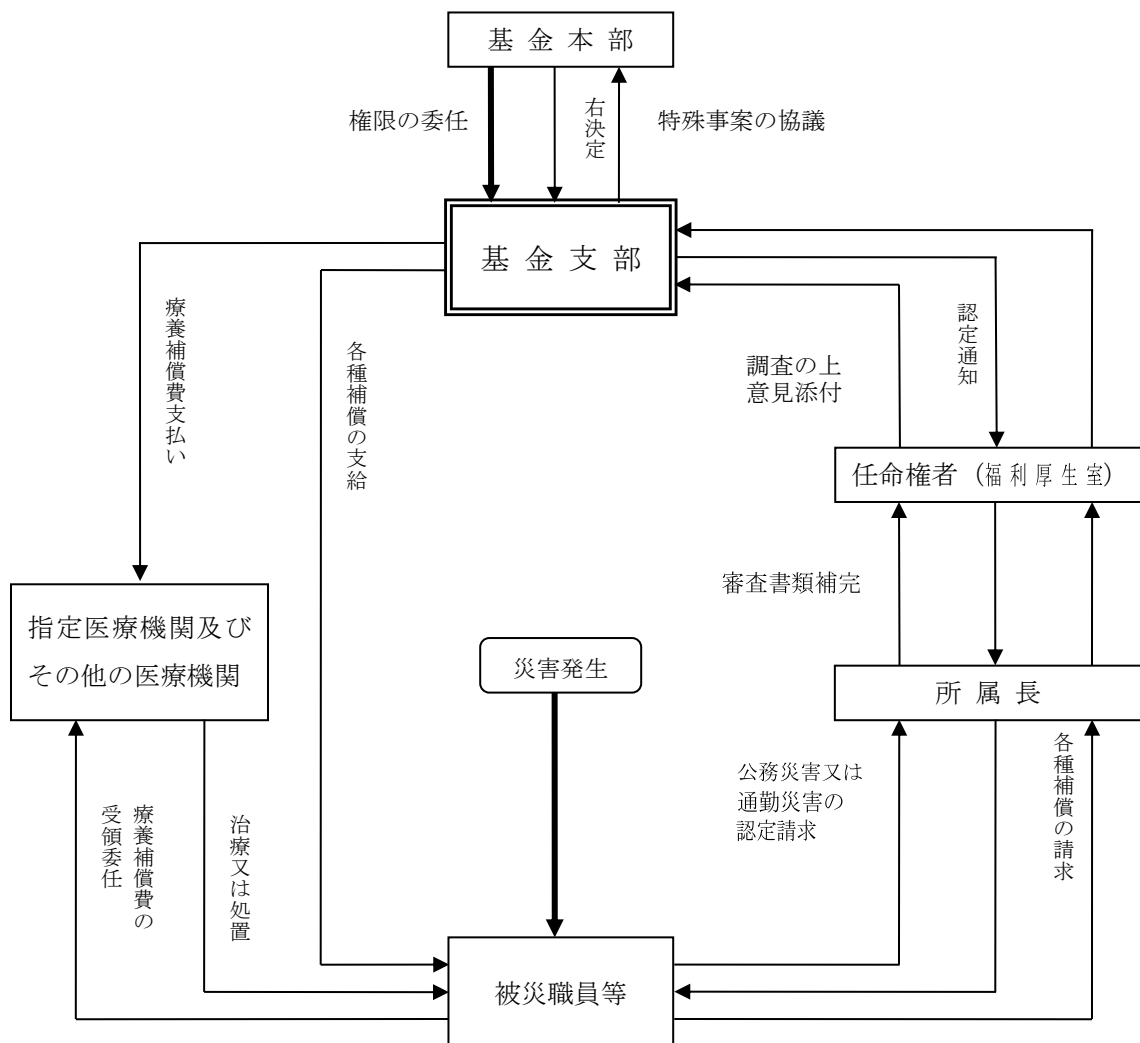 基金本部
権限の委任
右決定
特殊事案の協議
基金支部
療養補償費支払い
各種補償の支給
調査の上
意見添付
認定通知
任命権者（福利厚生室）
審査書類補完
指定医療機関及び
その他の医療機関
災害発生
所属長
療養補償費の
受領委任
治療又は処置
公務災害又は
通勤災害の
認定請求
各種補償の請求
被災職員等